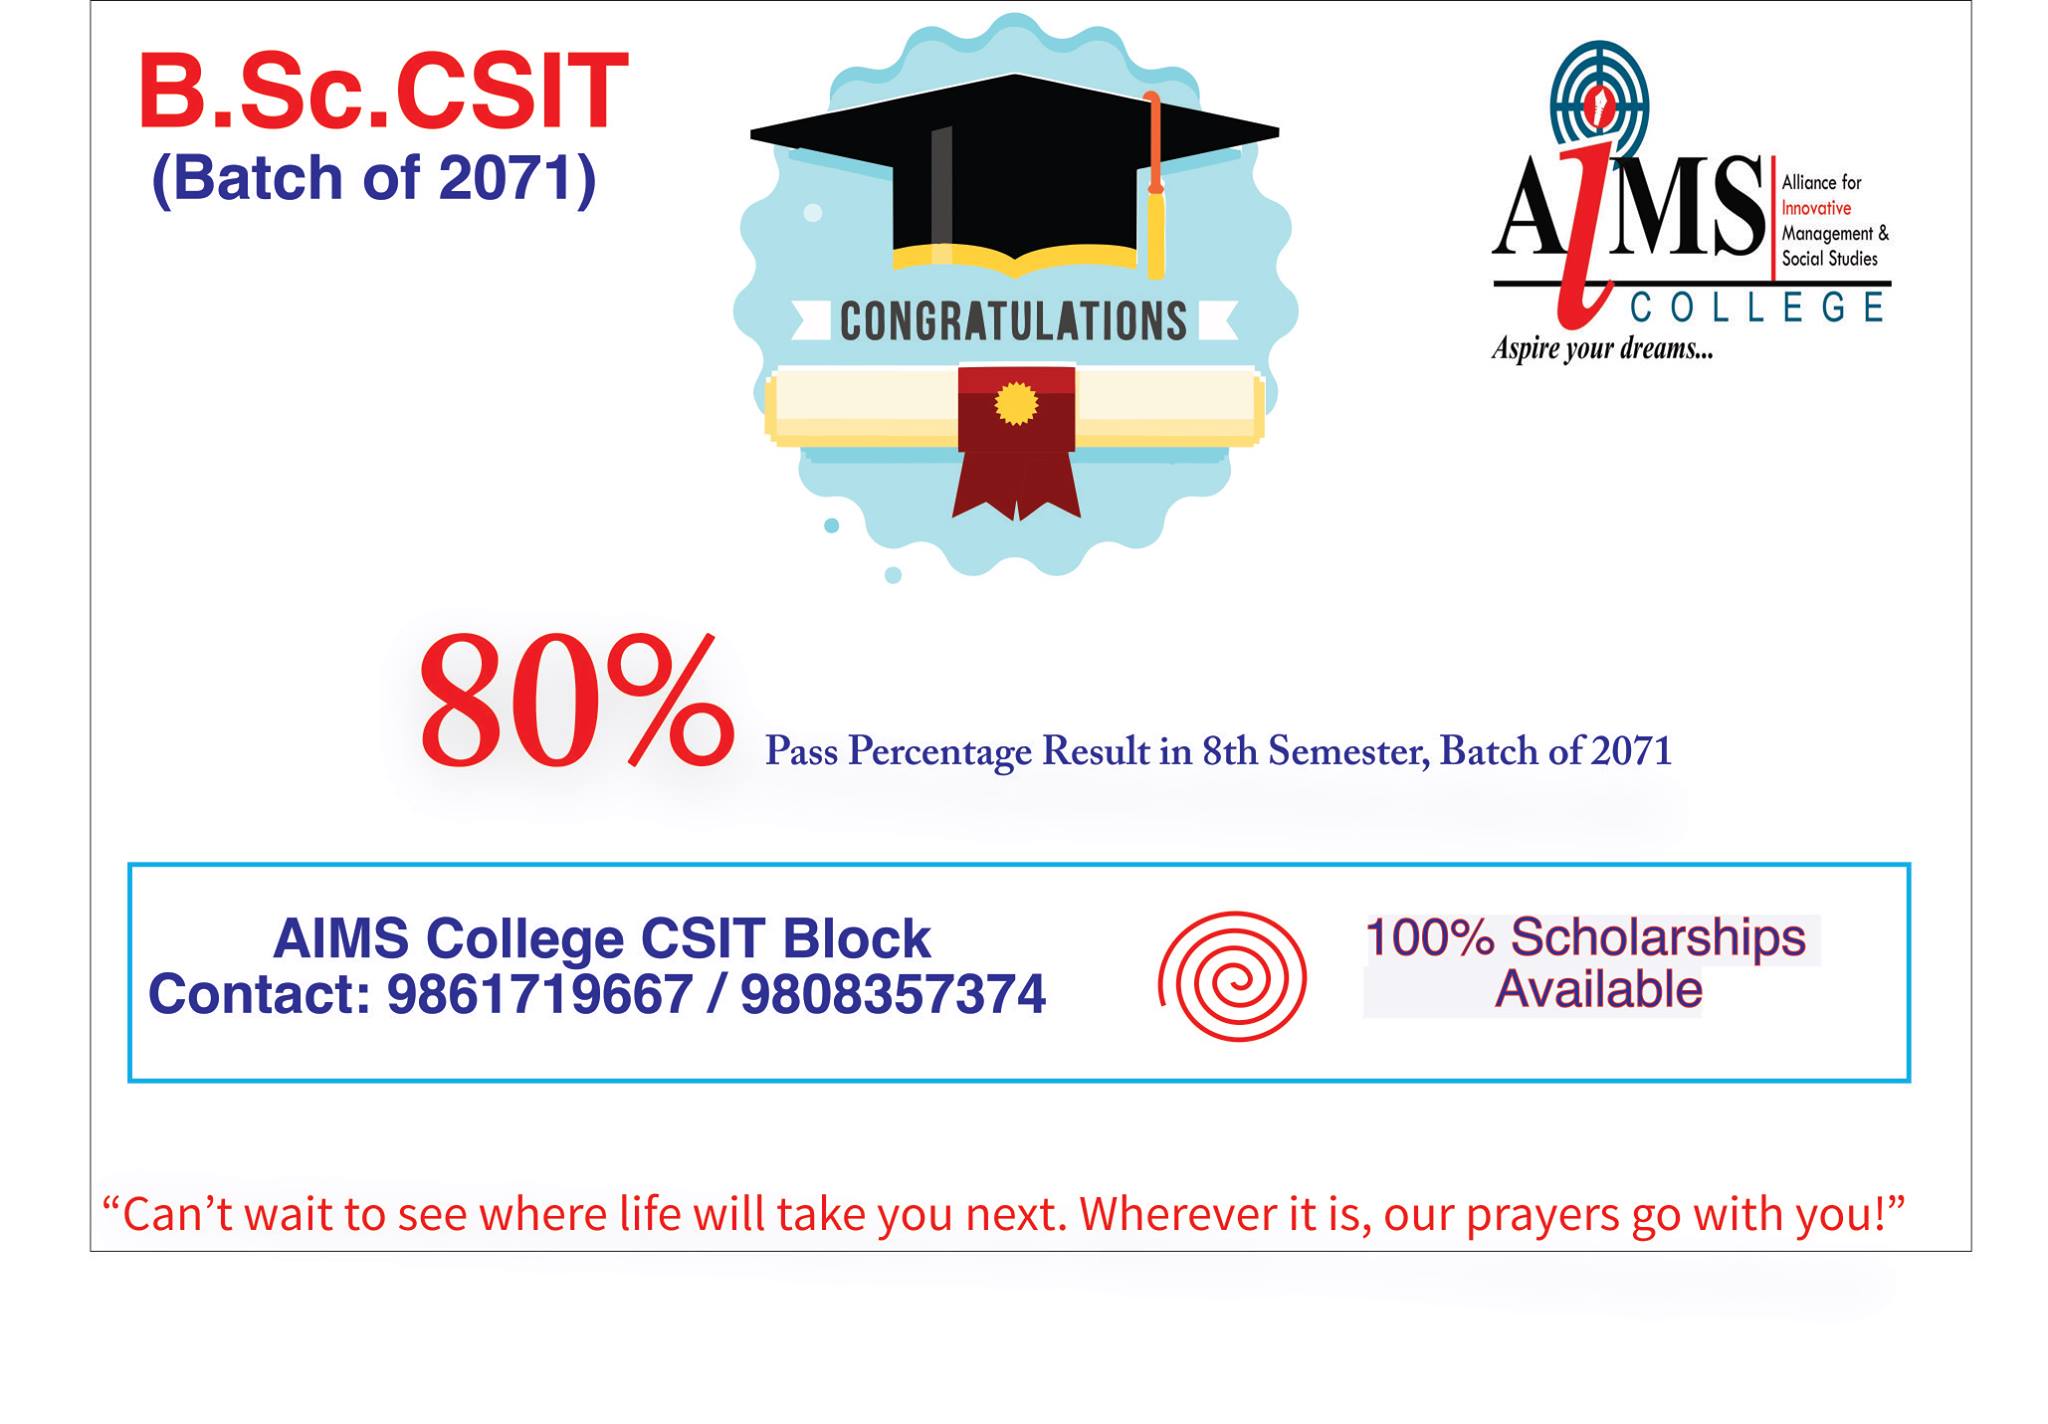 B.Sc.CSIT
(Batch of 2071)
CONGRATULATIONS
AiMS
Alliance for
Innovative
Management &
Social Studies
COLLEGE
Aspire your dreams...
80% Pass Percentage Result in 8th Semester, Batch of 2071
AIMS College CSIT Block
Contact: 9861719667 / 9808357374
100% Scholarships
Available
“Can’t wait to see where life will take you next. Wherever it is, our prayers go with you!”